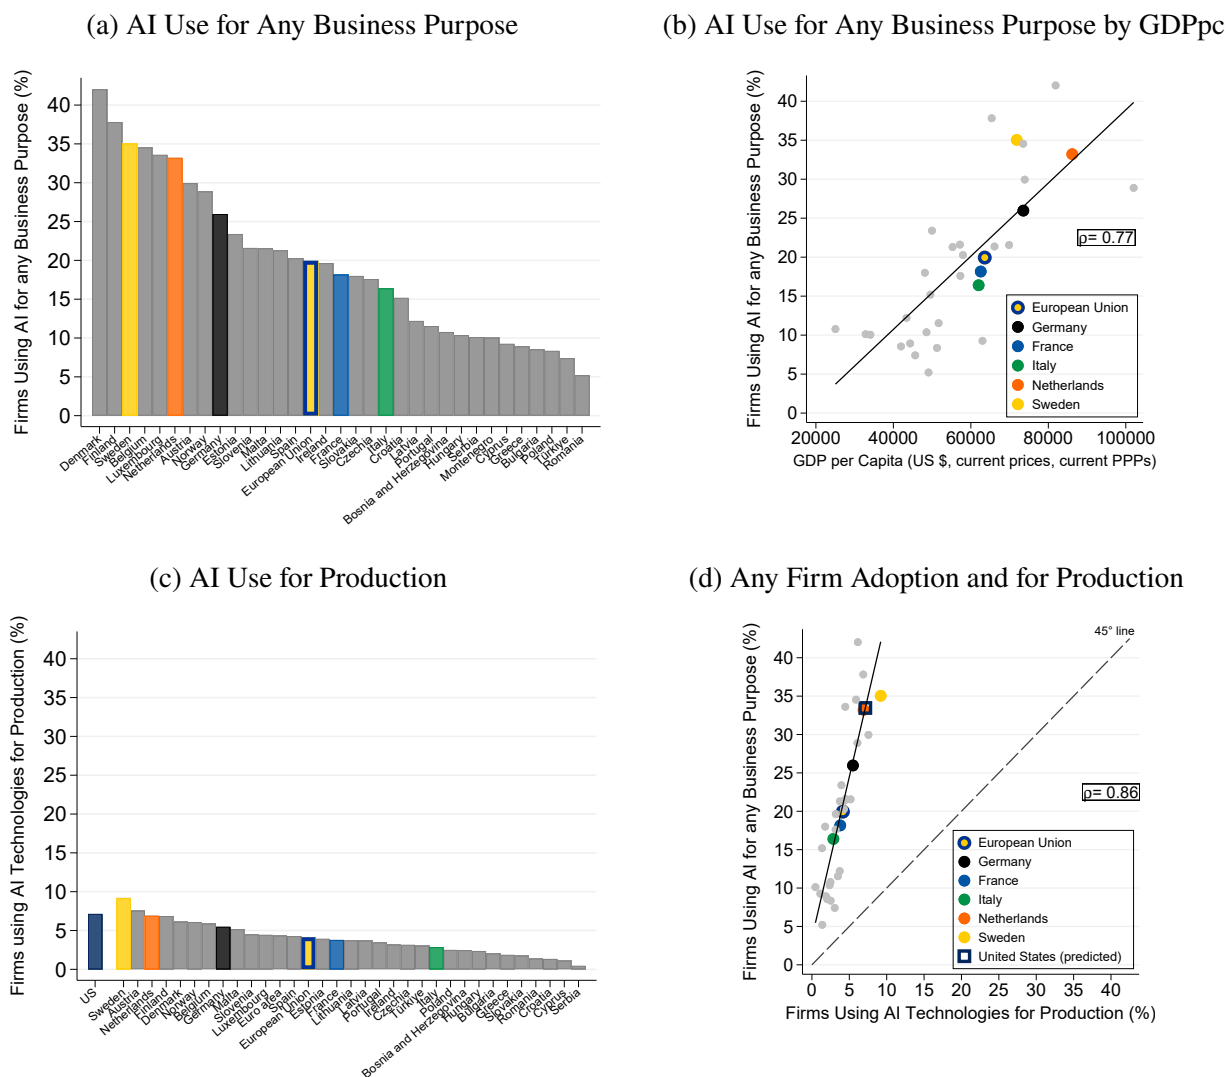 (a) AI Use for Any Business Purpose
Firms Using AI for any Business Purpose (%)
40
35
30
25
20
15
10
5
0
Denmark
Finland
Sweden
Belgium
Luxembourg
Netherlands
Austria
Norway
Germany
Estonia
Slovenia
Malta
Lithuania
Spain
European Union
Ireland
France
Slovakia
Czechia
Italy
Croatia
Latvia
Portugal
Bosnia and Herzegovina
Hungary
Serbia
Montenegro
Cyprus
Greece
Bulgaria
Poland
Türkiye
Romania
(b) AI Use for Any Business Purpose by GDPpc
Firms Using AI for any Business Purpose (%)
40
35
30
25
20
15
10
5
0
ρ= 0.77
European Union
Germany
France
Italy
Netherlands
Sweden
20000 40000 60000 80000 100000
GDP per Capita (US $, current prices, current PPPs)
(c) AI Use for Production
Firms using AI Technologies for Production (%)
40
35
30
25
20
15
10
5
0
US
Sweden
Austria
Netherlands
Finland
Denmark
Norway
Belgium
Germany
Malta
Slovenia
Luxembourg
Euro area
Spain
European Union
Estonia
France
Lithuania
Latvia
Portugal
Ireland
Czechia
Türkiye
Italy
Poland
Bosnia and Herzegovina
Hungary
Bulgaria
Greece
Slovakia
Romania
Croatia
Cyprus
Serbia
(d) Any Firm Adoption and for Production
Firms Using AI for any Business Purpose (%)
40
35
30
25
20
15
10
5
0
45° line
ρ= 0.86
European Union
Germany
France
Italy
Netherlands
Sweden
United States (predicted)
0 5 10 15 20 25 30 35 40
Firms Using AI Technologies for Production (%)